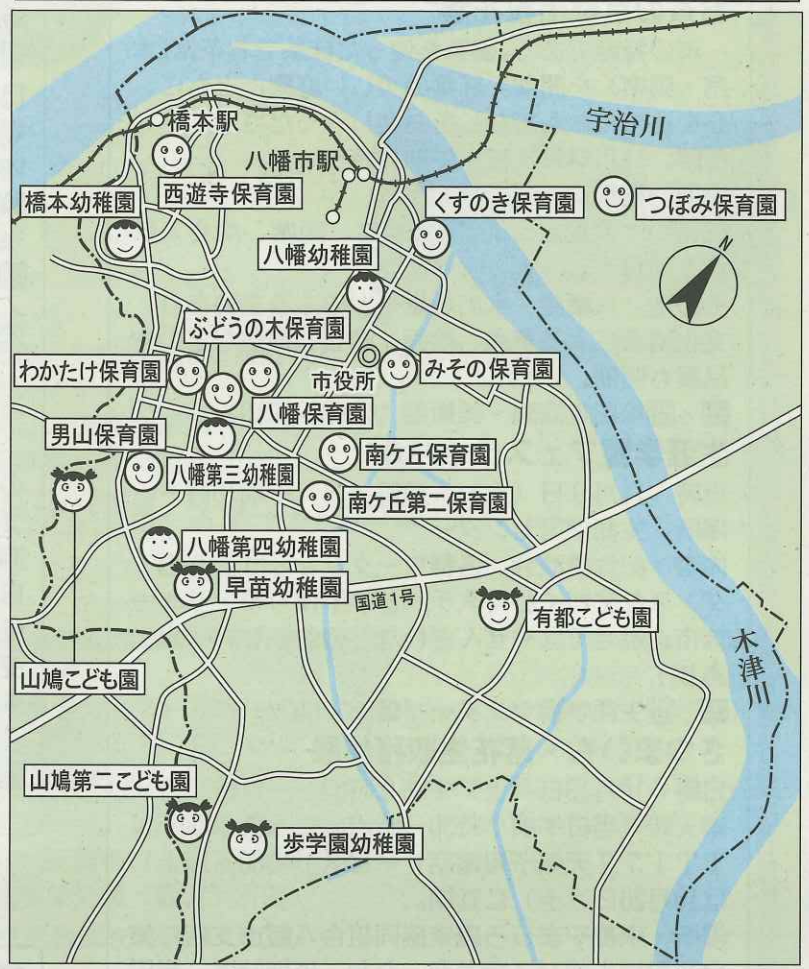 宇治川
橋本駅
八幡市駅
西遊寺保育園
橋本幼稚園
くすのき保育園
つぼみ保育園
N
八幡幼稚園
ぶどうの木保育園
わかたけ保育園
市役所
みその保育園
八幡保育園
男山保育園
八幡第三幼稚園
南ケ丘保育園
南ケ丘第二保育園
八幡第四幼稚園
早苗幼稚園
国道1号
有都こども園
木津川
山鳩こども園
山鳩第二こども園
歩学園幼稚園